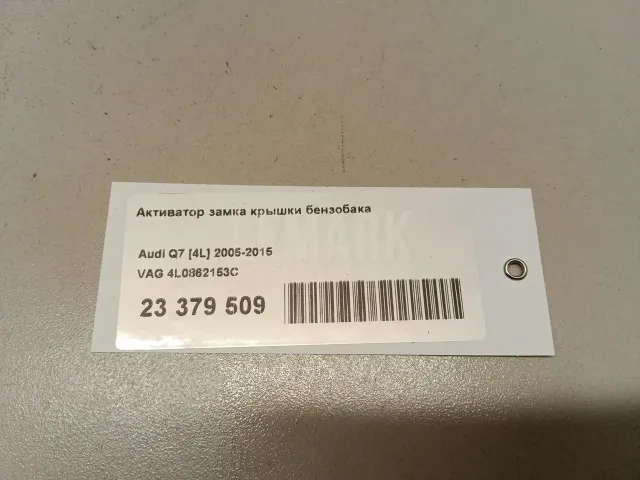 Активатор замка крышки бензобака
Audi Q7 [4L] 2005-2015
VAG 4L0862153C
23 379 509